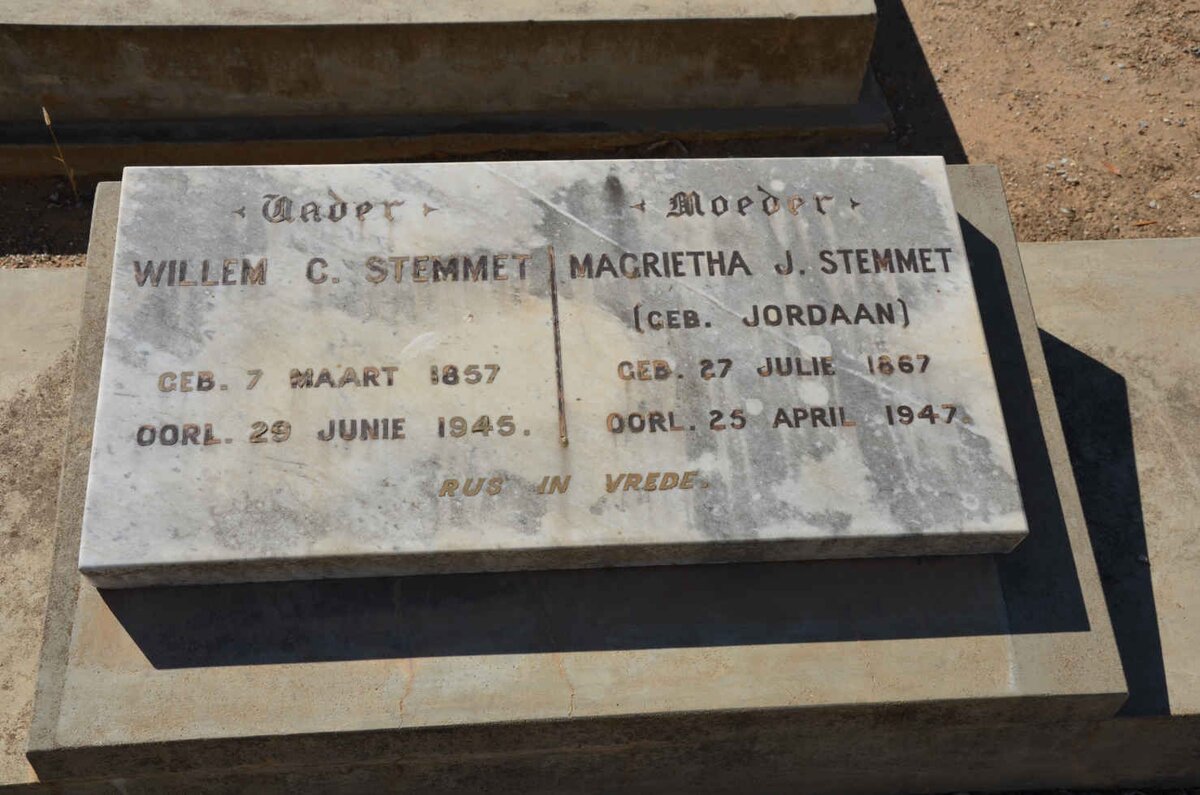 Vader
WILLEM C. STEMMET
GEB. 7 MAART 1857
OORL. 29 JUNIE 1945.
Moeder
MAGRIETHA J. STEMMET
(GEB. JORDAAN)
GEB. 27 JULIE 1867
OORL. 25 APRIL 1947.
RUS IN VREDE.